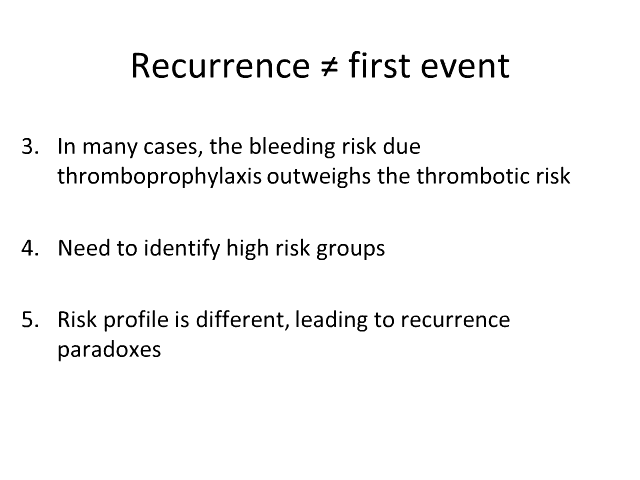 Recurrence ≠ first event
3. In many cases, the bleeding risk due
thromboprophylaxis outweighs the thrombotic risk
4. Need to identify high risk groups
5. Risk profile is different, leading to recurrence
paradoxes